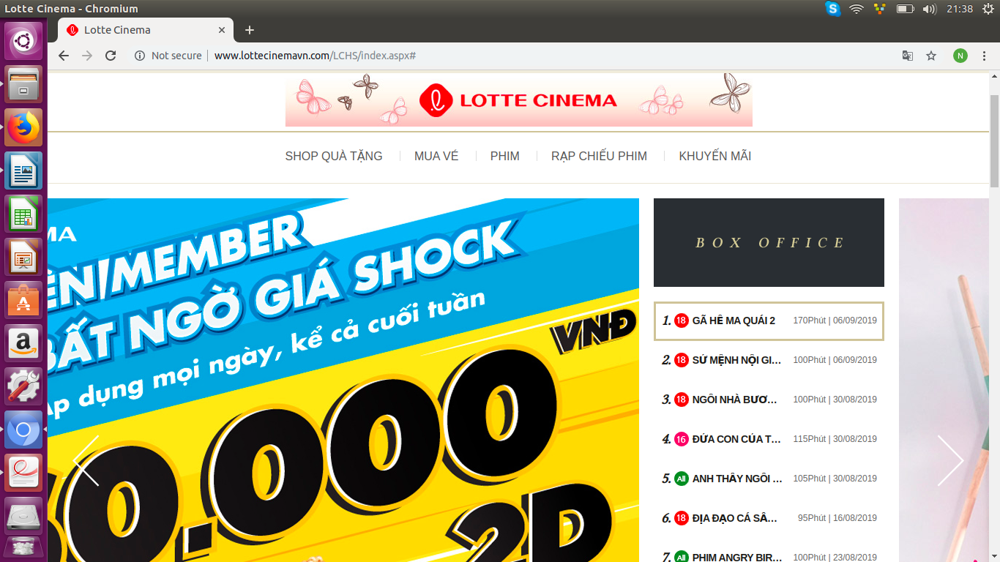 Lotte Cinema - Chromium
21:38
Lotte Cinema
Not secure
www.lottecinemavn.com/LCHS/index.aspx#
N
LOTTE CINEMA
SHOP QUÀ TẶNG
MUA VÉ
PHIM
RẠP CHIẾU PHIM
KHUYẾN MÃI
MA
ÊN/MEMBER
BẤT NGỜ GIÁ SHOCK
Áp dụng mọi ngày, kể cả cuối tuần
0.000 VNĐ
2D
BOX OFFICE
1. 18 GÃ HỀ MA QUÁI 2 170Phút | 06/09/2019
2. 18 SỨ MỆNH NỘI GI... 100Phút | 06/09/2019
3. 18 NGÔI NHÀ BƯƠ... 100Phút | 30/08/2019
4. 16 ĐỨA CON CỦA T... 115Phút | 30/08/2019
5. All ANH THẦY NGÔI ... 105Phút | 30/08/2019
6. 18 ĐỊA ĐẠO CÁ SẤ... 95Phút | 16/08/2019
7. All PHIM ANGRY BIR... 100Phút | 23/08/2019